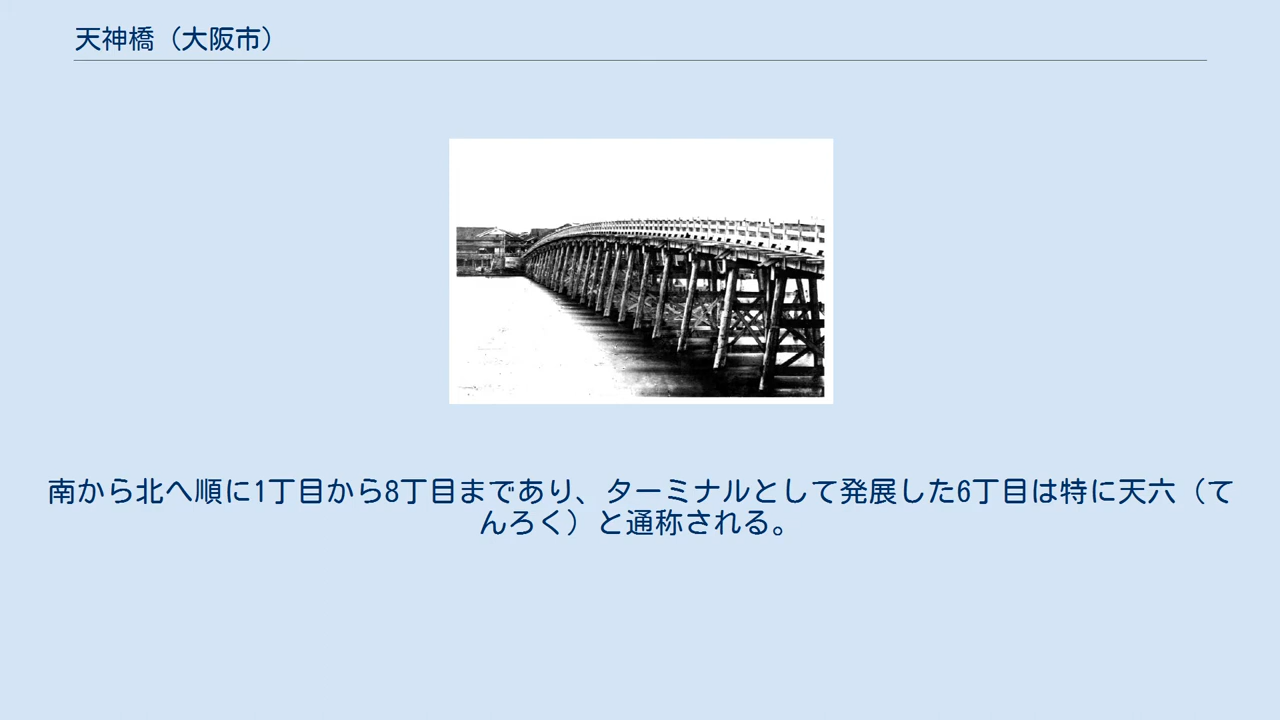 天神橋（大阪市）
南から北へ順に1丁目から8丁目まであり、ターミナルとして発展した6丁目は特に天六（て
んろく）と通称される。